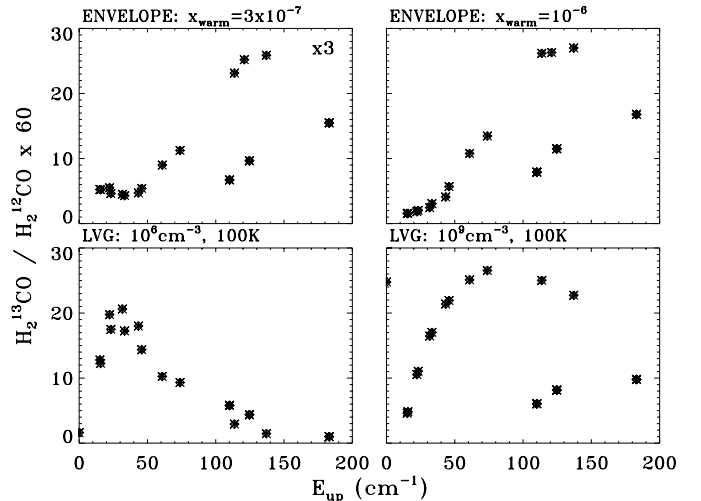 ENVELOPE: x_warm=3x10^-7
ENVELOPE: x_warm=10^-6
x3
30
20
10
0
LVG: 10^6cm^-3, 100K
LVG: 10^9cm^-3, 100K
30
20
10
0
H_2^13CO / H_2^12CO x 60
0 50 100 150 200
0 50 100 150 200
E_up (cm^-1)